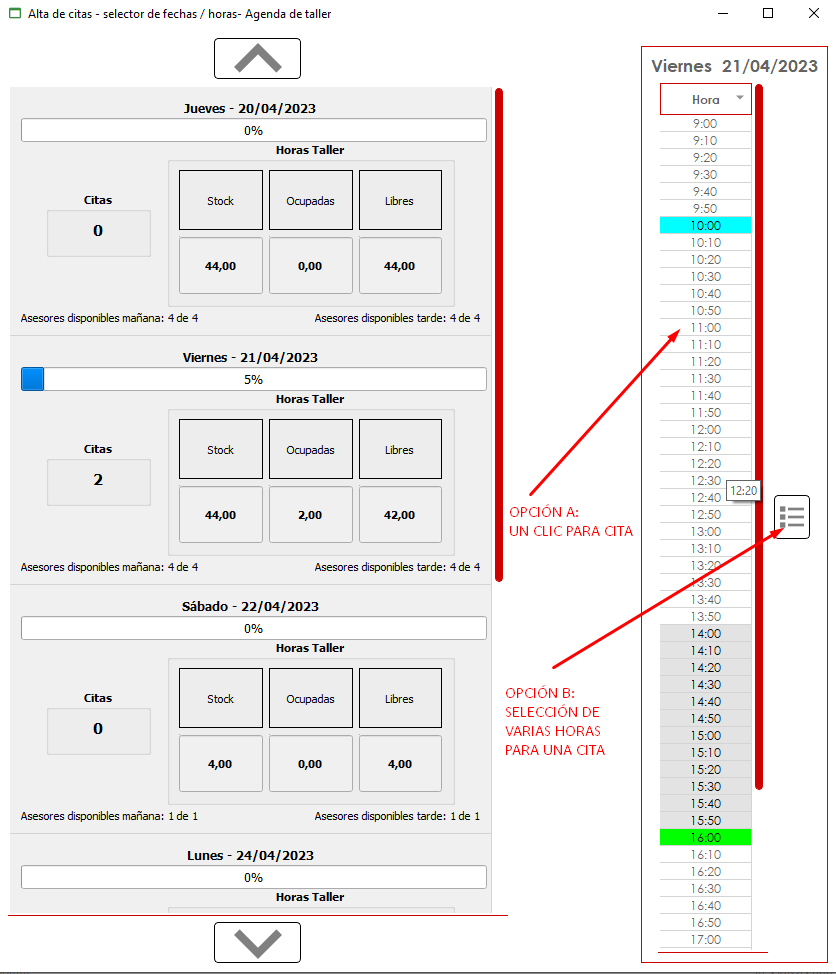 Alta de citas - selector de fechas / horas- Agenda de taller
Jueves - 20/04/2023
0%
Horas Taller
Citas
0
Stock Ocupadas Libres
44,00 0,00 44,00
Asesores disponibles mañana: 4 de 4 Asesores disponibles tarde: 4 de 4
Viernes - 21/04/2023
5%
Horas Taller
Citas
2
Stock Ocupadas Libres
44,00 2,00 42,00
Asesores disponibles mañana: 4 de 4 Asesores disponibles tarde: 4 de 4
Sábado - 22/04/2023
0%
Horas Taller
Citas
0
Stock Ocupadas Libres
4,00 0,00 4,00
Asesores disponibles mañana: 1 de 1 Asesores disponibles tarde: 1 de 1
Lunes - 24/04/2023
0%
Horas Taller
OPCIÓN A:
UN CLIC PARA CITA
OPCIÓN B:
SELECCIÓN DE
VARIAS HORAS
PARA UNA CITA
Viernes 21/04/2023
Hora
9:00
9:10
9:20
9:30
9:40
9:50
10:00
10:10
10:20
10:30
10:40
10:50
11:00
11:10
11:20
11:30
11:40
11:50
12:00
12:10
12:20
12:30
12:20
12:40
12:50
13:00
13:10
13:20
13:30
13:40
13:50
14:00
14:10
14:20
14:30
14:40
14:50
15:00
15:10
15:20
15:30
15:40
15:50
16:00
16:10
16:20
16:30
16:40
16:50
17:00